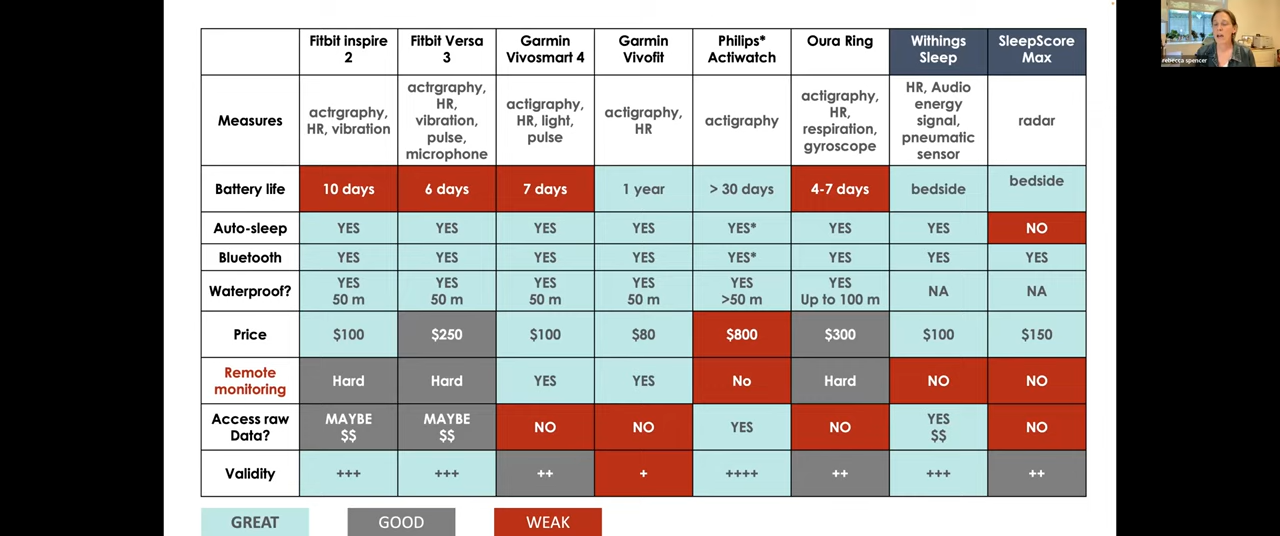 Fitbit inspire 2
Fitbit Versa 3
Garmin Vivosmart 4
Garmin Vivofit
Philips* Actiwatch
Oura Ring
Withings Sleep
SleepScore Max
Measures
actrgraphy, HR, vibration
actrgraphy, HR, vibration, pulse, microphone
actigraphy, HR, light, pulse
actigraphy, HR
actigraphy
actigraphy, HR, respiration, gyroscope
HR, Audio energy signal, pneumatic sensor
radar
Battery life
10 days
6 days
7 days
1 year
> 30 days
4-7 days
bedside
bedside
Auto-sleep
YES
YES
YES
YES
YES*
YES
YES
NO
Bluetooth
YES
YES
YES
YES
YES*
YES
YES
YES
Waterproof?
YES 50 m
YES 50 m
YES 50 m
YES 50 m
YES >50 m
YES Up to 100 m
NA
NA
Price
$100
$250
$100
$80
$800
$300
$100
$150
Remote monitoring
Hard
Hard
YES
YES
No
Hard
NO
NO
Access raw Data?
MAYBE $$
MAYBE $$
NO
NO
YES
NO
YES $$
NO
Validity
+++
+++
++
+
++++
++
+++
++
GREAT
GOOD
WEAK
rebecca spencer